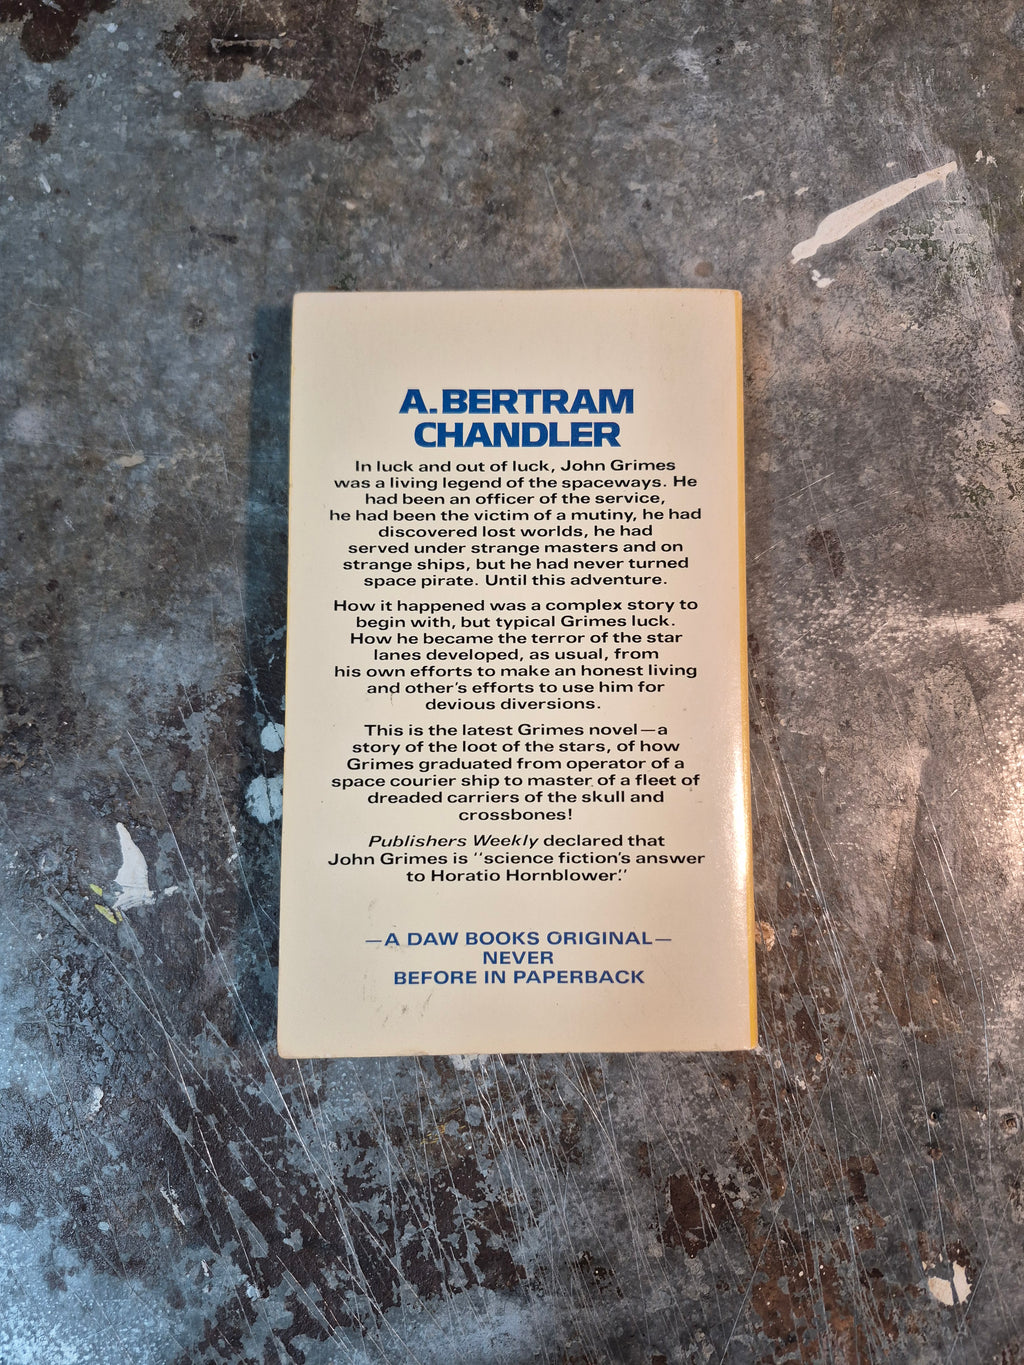 A. BERTRAM
CHANDLER
In luck and out of luck, John Grimes
was a living legend of the spaceways. He
had been an officer of the service,
he had been the victim of a mutiny, he had
discovered lost worlds, he had
served under strange masters and on
strange ships, but he had never turned
space pirate. Until this adventure.
How it happened was a complex story to
begin with, but typical Grimes luck.
How he became the terror of the star
lanes developed, as usual, from
his own efforts to make an honest living
and other's efforts to use him for
devious diversions.
This is the latest Grimes novel—a
story of the loot of the stars, of how
Grimes graduated from operator of a
space courier ship to master of a fleet of
dreaded carriers of the skull and
crossbones!
Publishers Weekly declared that
John Grimes is "science fiction's answer
to Horatio Hornblower."
—A DAW BOOKS ORIGINAL—
NEVER
BEFORE IN PAPERBACK